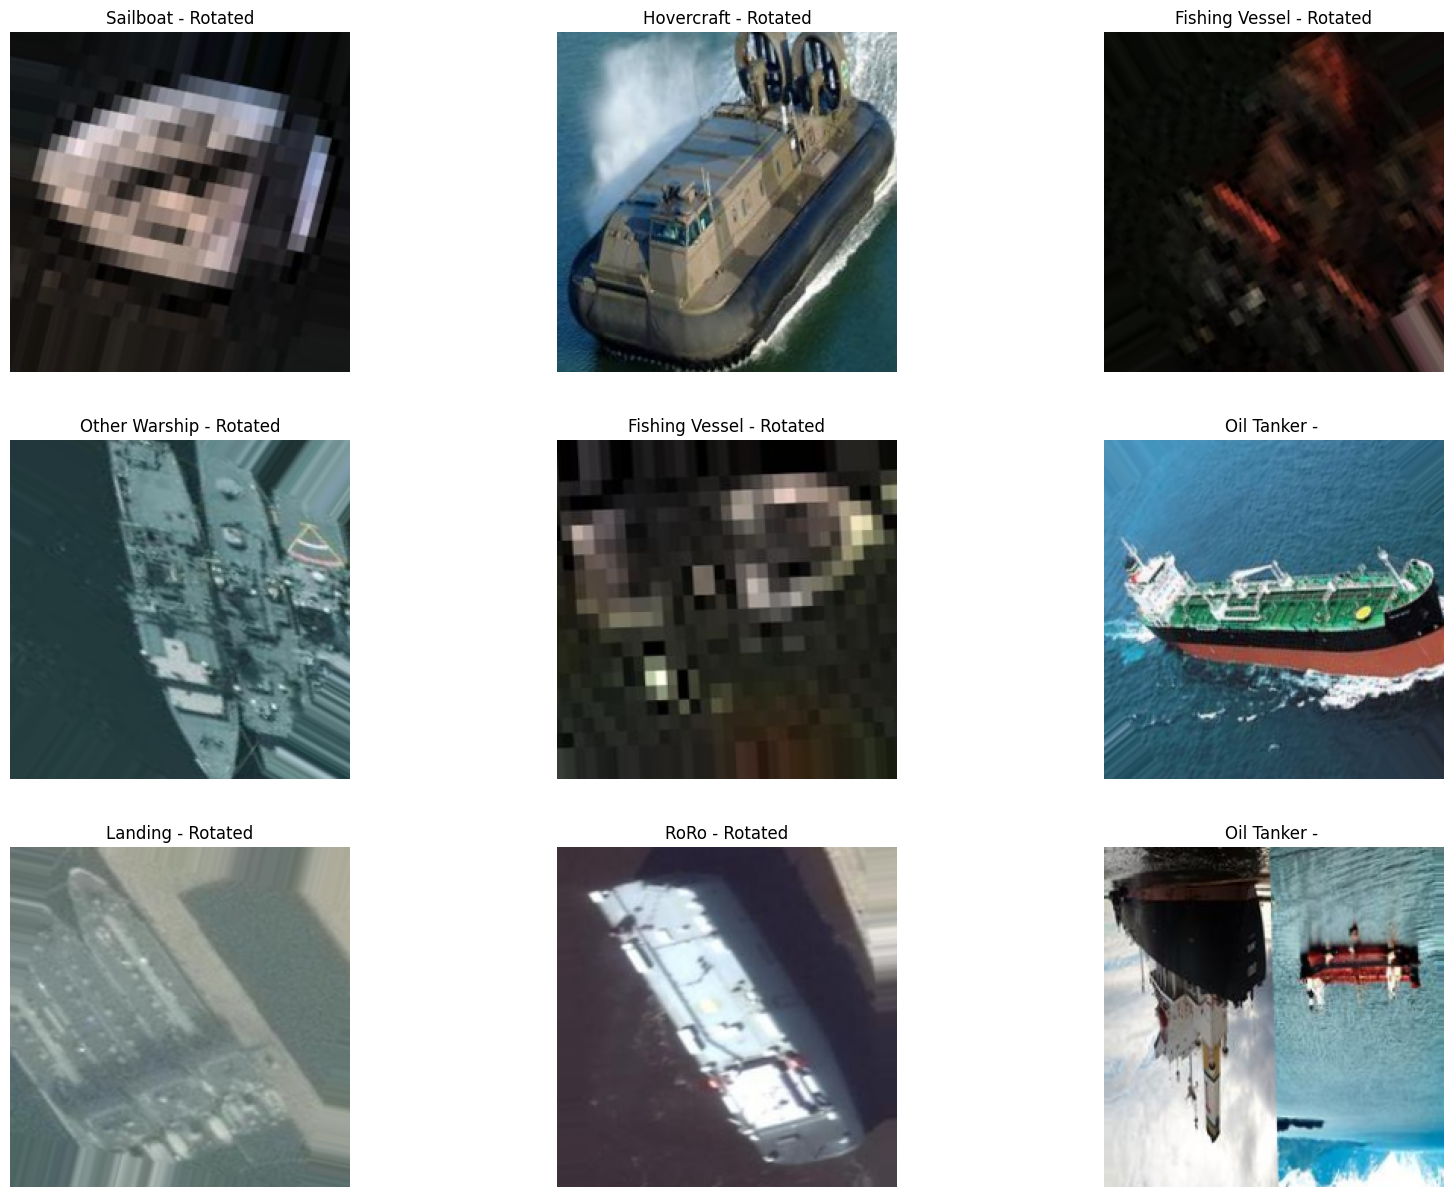 Sailboat - Rotated
Hovercraft - Rotated
Fishing Vessel - Rotated
Other Warship - Rotated
Fishing Vessel - Rotated
Oil Tanker -
Landing - Rotated
RoRo - Rotated
Oil Tanker -